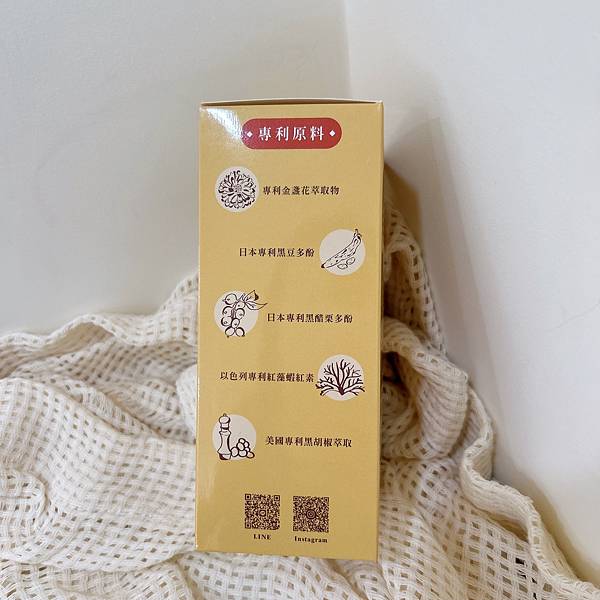 專利原料
專利金盞花萃取物
日本專利黑豆多酚
日本專利黑醋栗多酚
以色列專利紅藻蝦紅素
美國專利黑胡椒萃取
LINE
Instagram